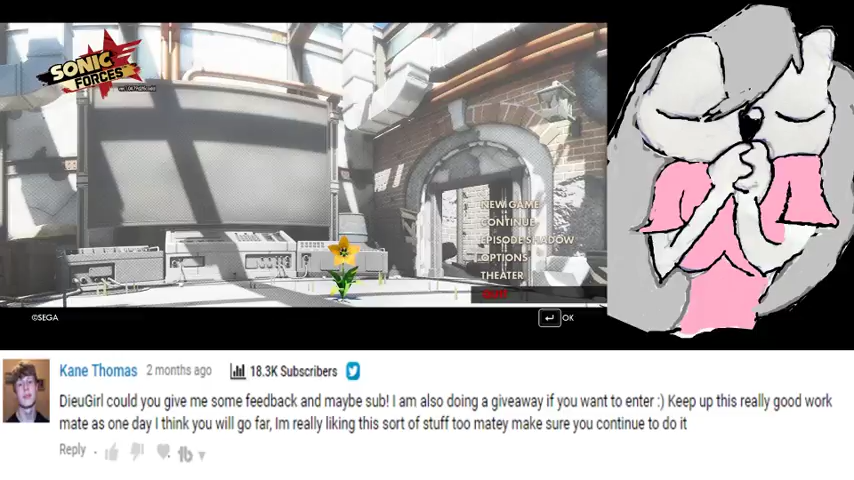 SONIC
FORCES
NEW GAME
CONTINUE
EPISODE SHADOW
OPTIONS
THEATER
QUIT
©SEGA
OK
Kane Thomas 2 months ago 18.3K Subscribers
DieuGirl could you give me some feedback and maybe sub! I am also doing a giveaway if you want to enter :) Keep up this really good work
mate as one day I think you will go far, Im really liking this sort of stuff too matey make sure you continue to do it
Reply